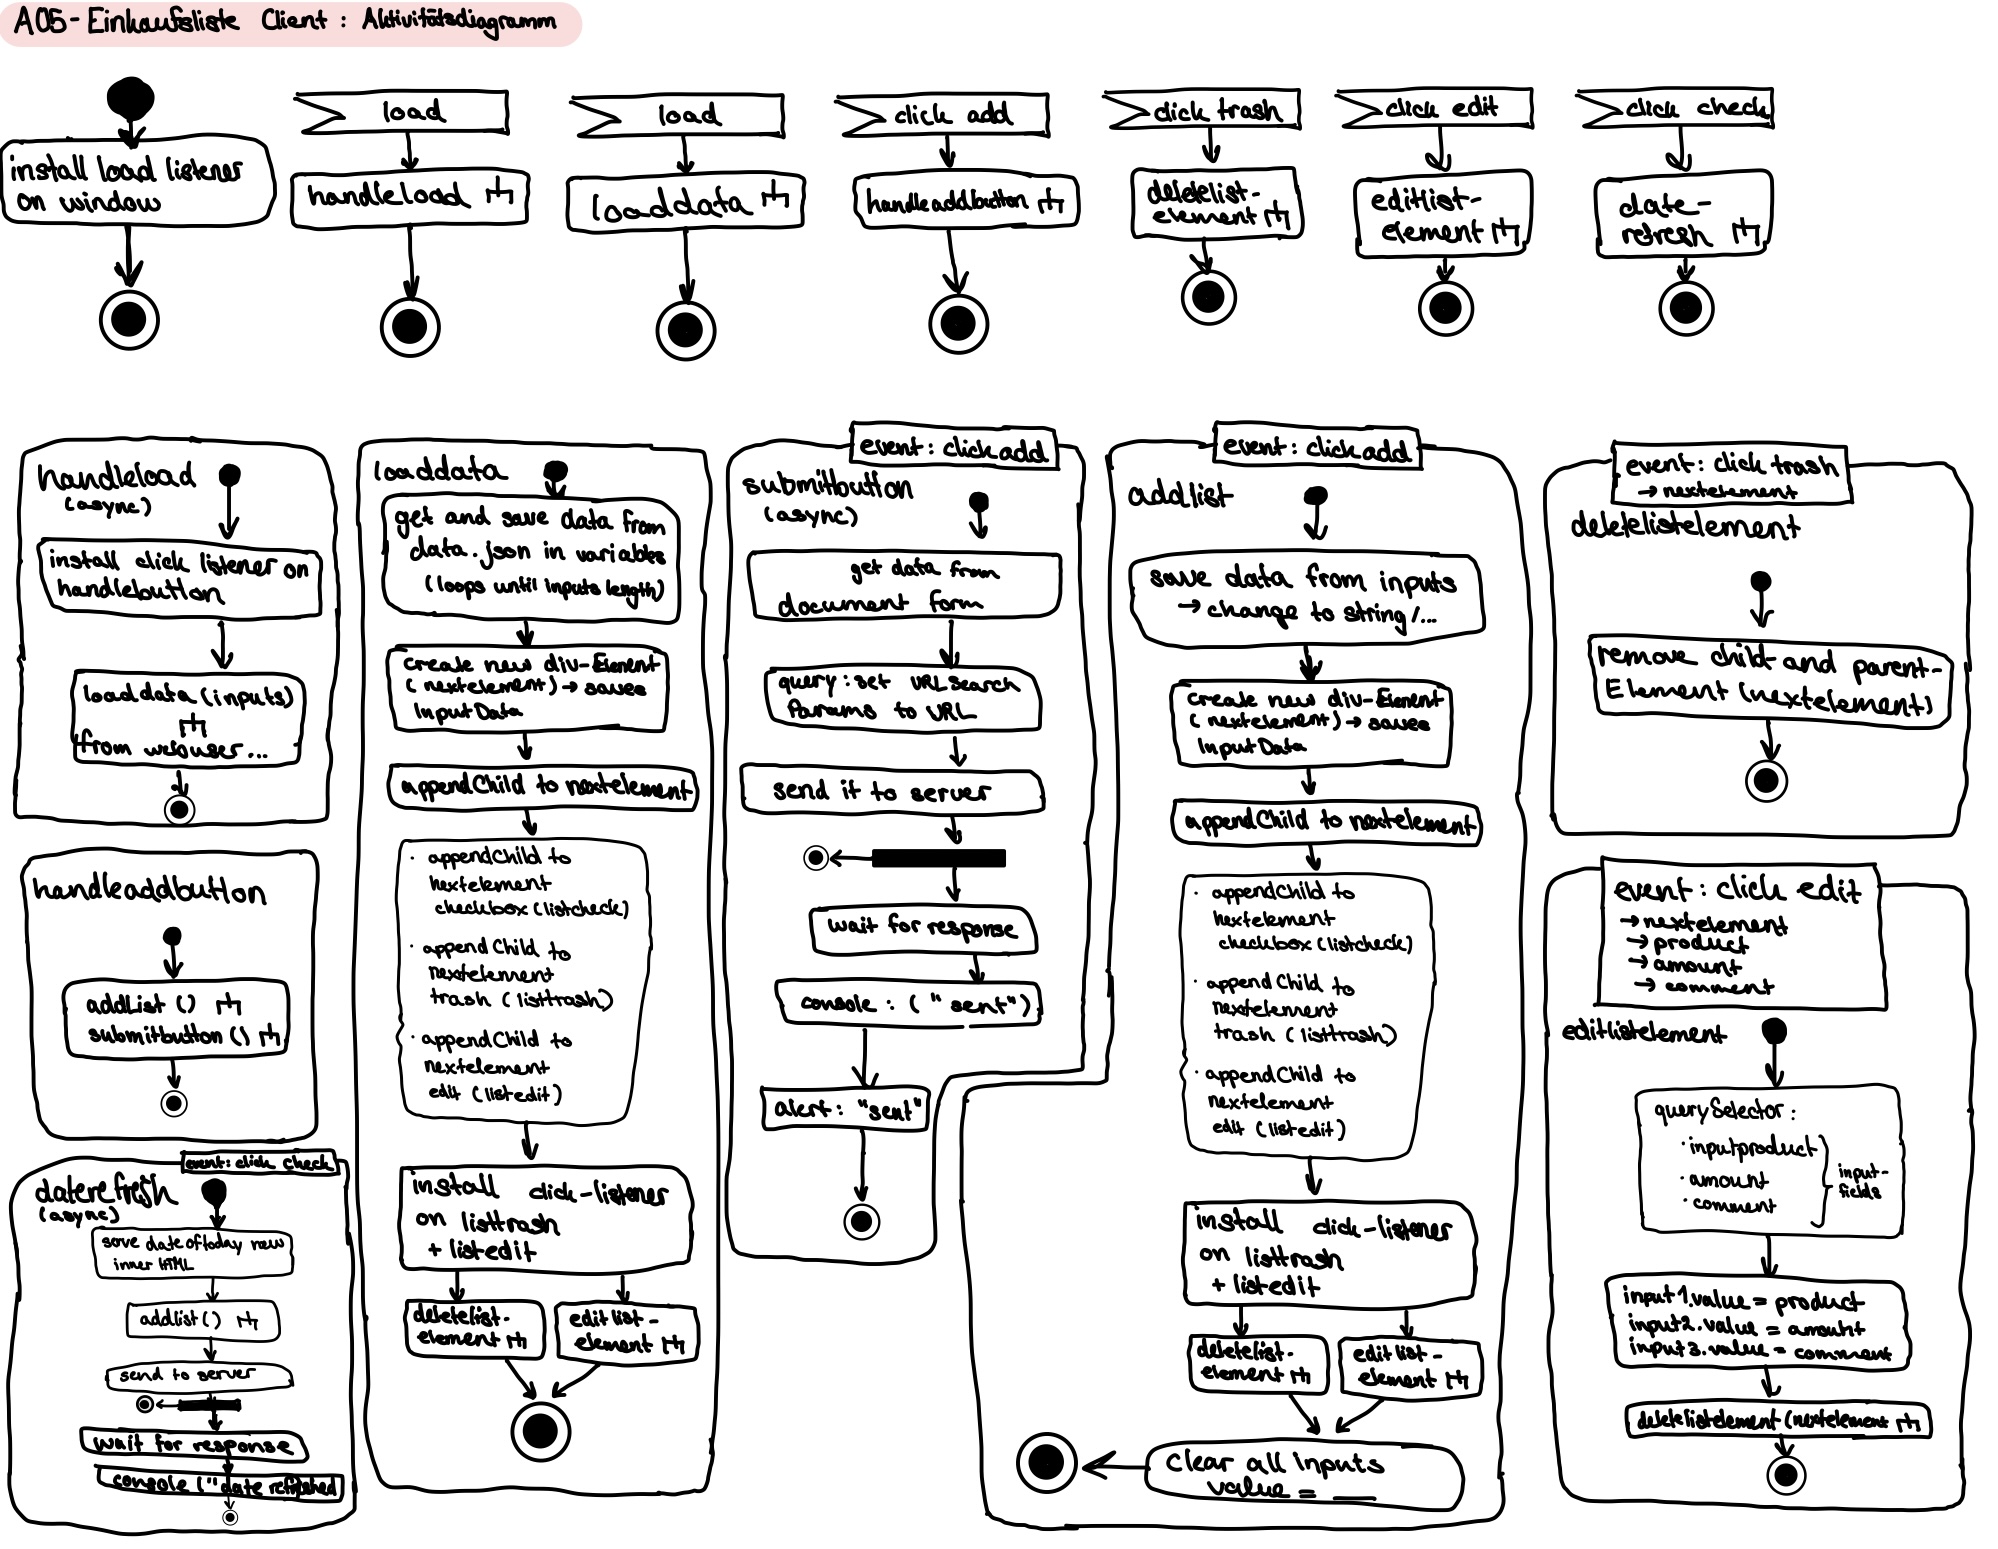 A05- Einkaufsliste Client : Aktivitätsdiagramm
install load listener
on window
load
handleload
load
loaddata
click add
handleaddbutton
click trash
deletelist-
element
click edit
editlist-
element
click check
date-
refresh
handleload
(async)
install click listener on
handlebutton
loaddata (inputs)
from webuser...
handleaddbutton
addList ()
submitbutton ()
event: click check
daterefresh
(async)
save date of today new
inner HTML
addlist ()
send to server
wait for response
console ("date refreshed
loaddata
get and save data from
data.json in variables
(loops until inputs length)
create new div-Element
(nextelement) → saves
InputData
appendChild to nextelement
· appendChild to
nextelement
checkbox (listcheck)
· append Child to
nextelement
trash (listtrash)
· appendChild to
nextelement
edit (listedit)
install click-listener
on listtrash
+ listedit
deletelist-
element
editlist-
element
event: click add
submitbutton
(async)
get data from
document form
query: set URLSearch
Params to URL
send it to server
wait for response
console : ("sent")
alert: "sent"
event: click add
addlist
save data from inputs
→ change to string/...
create new div-Element
(nextelement) → saves
InputData
appendChild to nextelement
· appendChild to
nextelement
checkbox (listcheck)
· append Child to
nextelement
trash (listtrash)
· appendChild to
nextelement
edit (listedit)
install click-listener
on listtrash
+ listedit
deletelist-
element
editlist-
element
Clear all inputs
value = __
event: click trash
→ nextelement
deletelistelement
remove child- and parent-
Element (nextelement)
event: click edit
→ nextelement
→ product
→ amount
→ comment
editlistelement
querySelector:
· inputproduct
· amount
· comment
input-
fields
input1.value = product
input2.value = amount
input3.value = comment
deletelistelement (nextelement